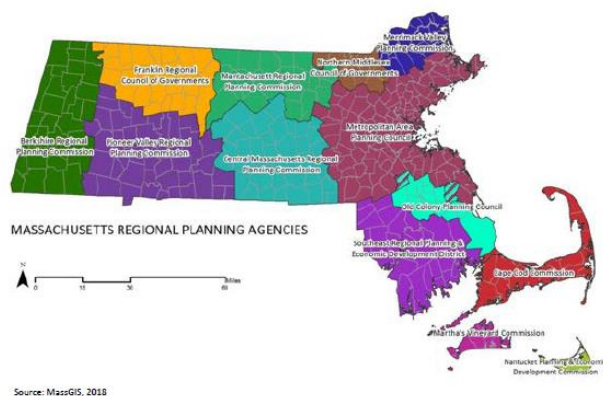 Merrimack Valley
Planning Commission
Northern Middlesex
Council of Governments
Franklin Regional
Council of Governments
Montachusett Regional
Planning Commission
Metropolitan Area
Planning Council
Berkshire Regional
Planning Commission
Pioneer Valley Regional
Planning Commission
Central Massachusetts Regional
Planning Commission
Old Colony Planning Council
MASSACHUSETTS REGIONAL PLANNING AGENCIES
Southeast Regional Planning &
Economic Development District
Cape Cod Commission
Miles
0
15
30
60
Martha's Vineyard Commission
Nantucket Planning & Economic
Development Commission
Source: MassGIS, 2018